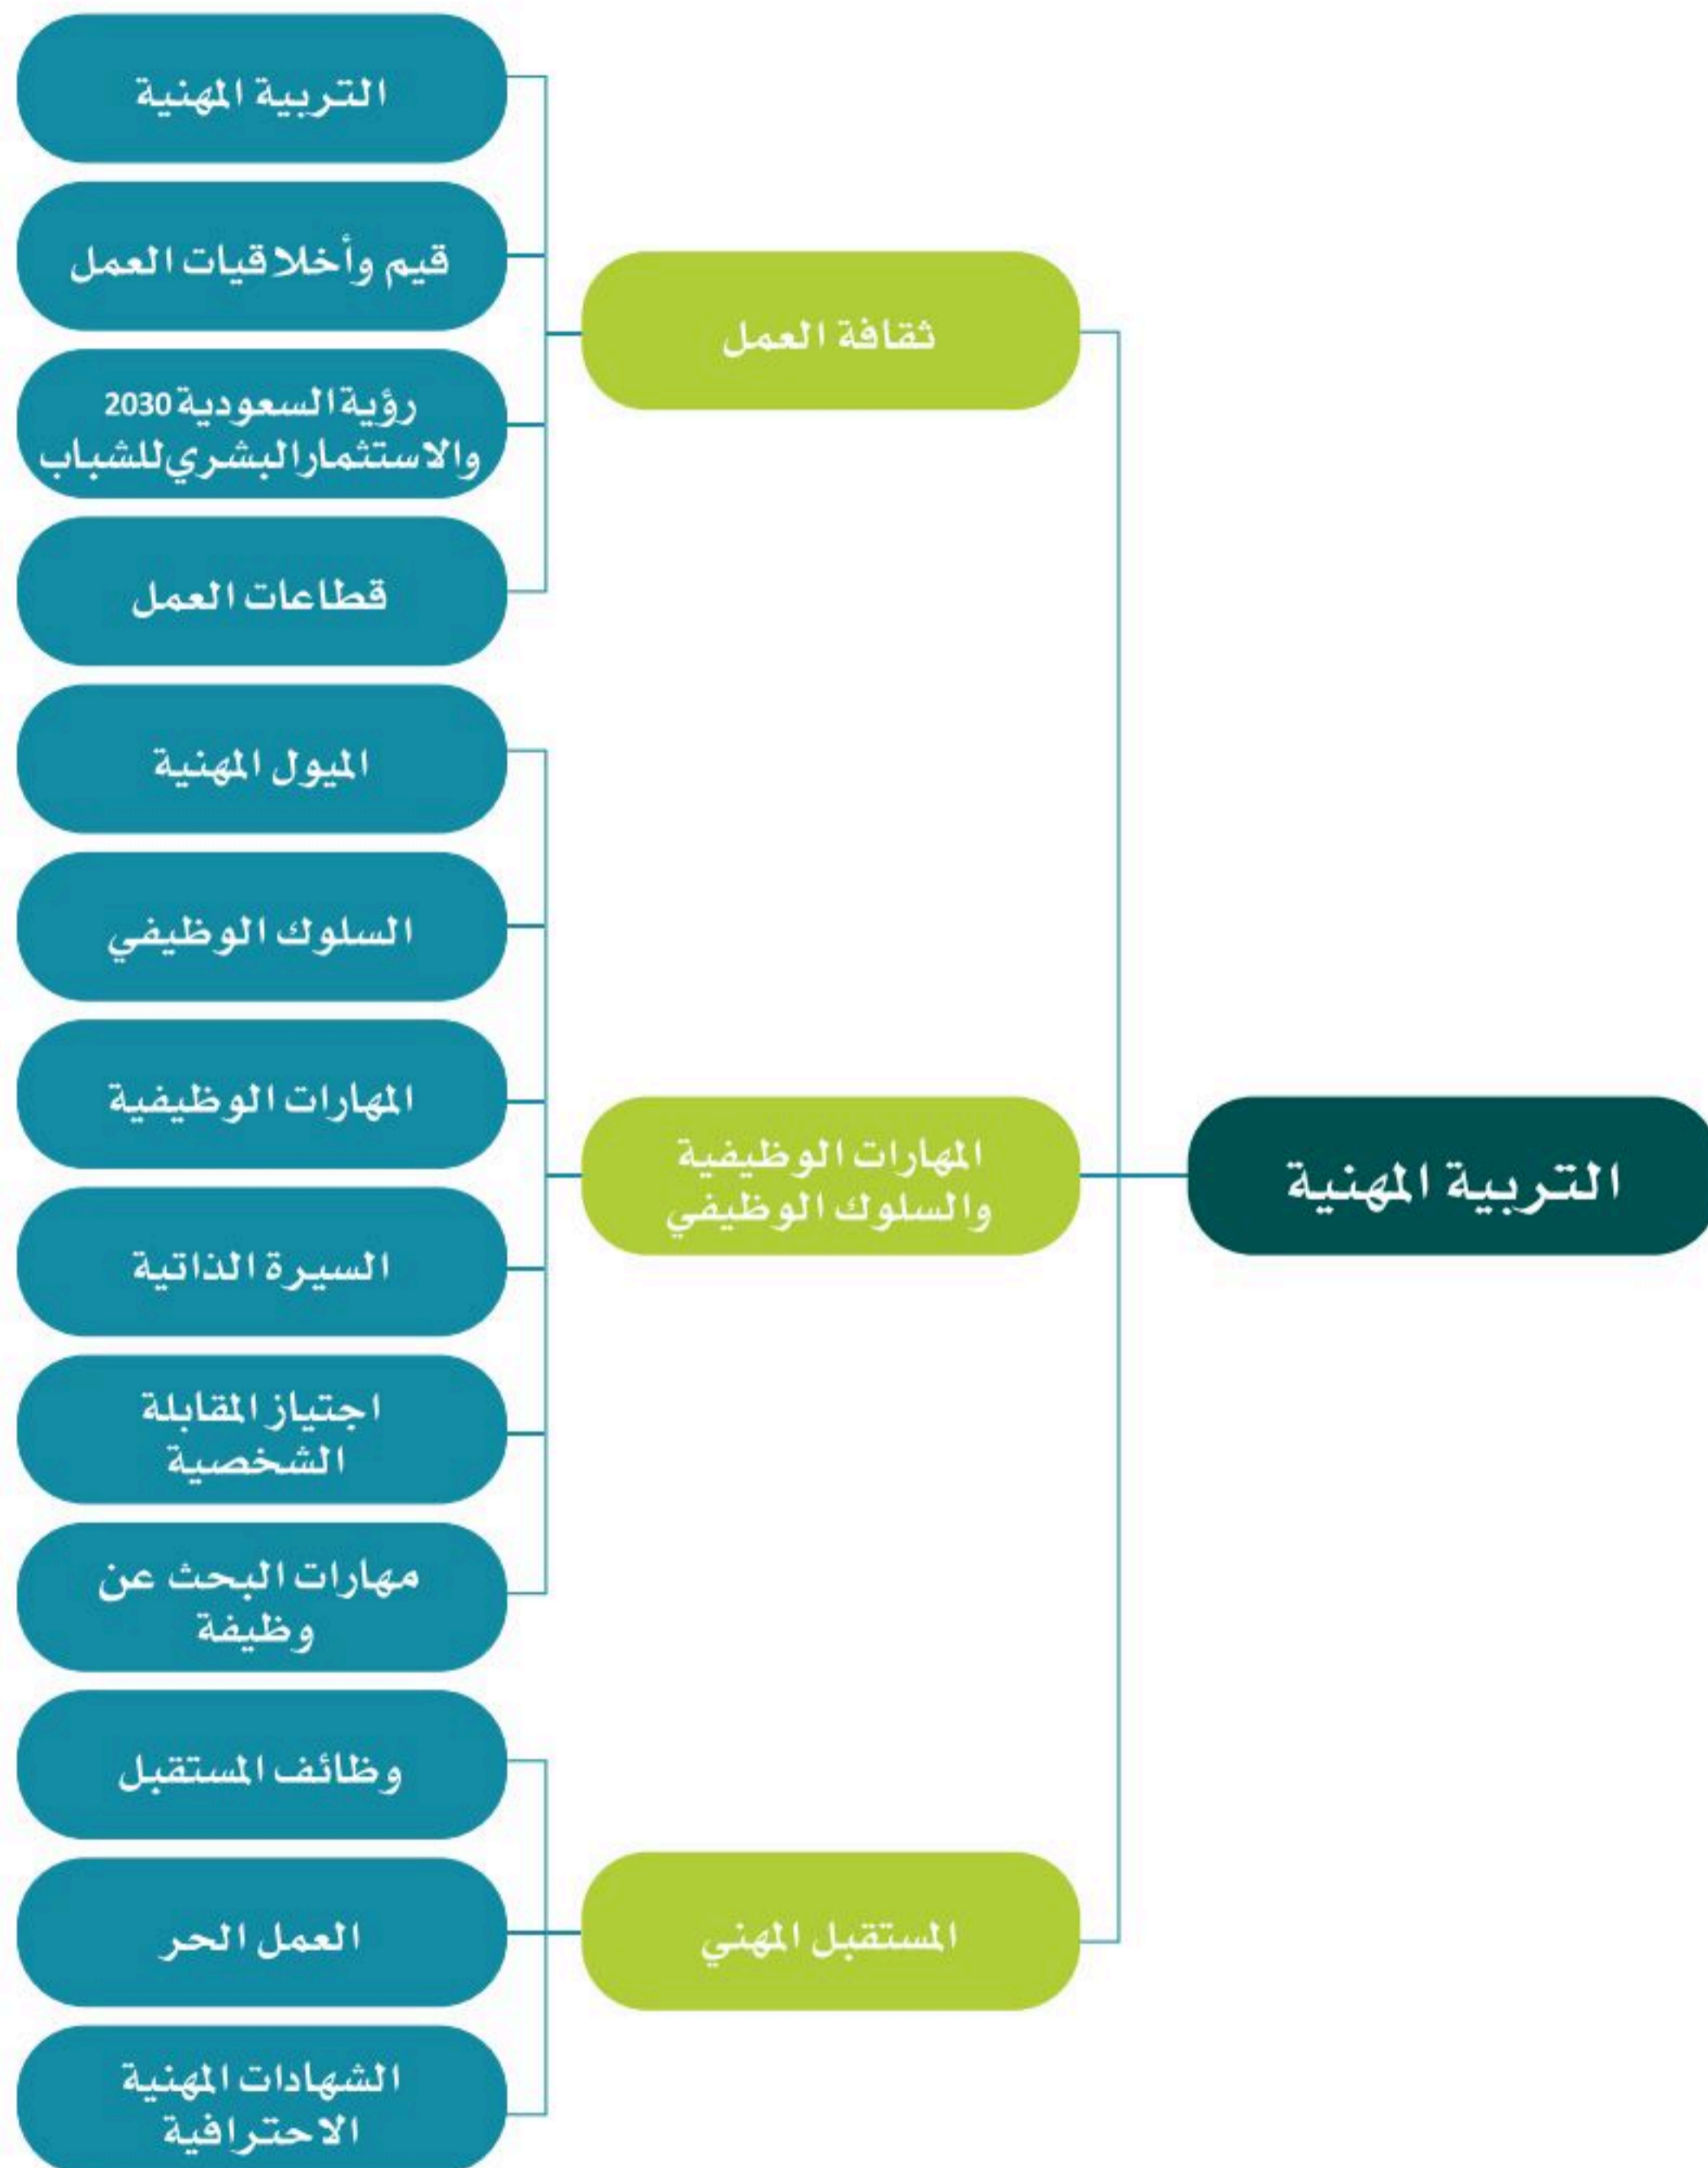 التربية المهنية
ثقافة العمل
التربية المهنية
قيم وأخلاقيات العمل
رؤية السعودية 2030
والاستثمار البشري للشباب
قطاعات العمل
المهارات الوظيفية
والسلوك الوظيفي
الميول المهنية
السلوك الوظيفي
المهارات الوظيفية
السيرة الذاتية
اجتياز المقابلة
الشخصية
مهارات البحث عن
وظيفة
المستقبل المهني
وظائف المستقبل
العمل الحر
الشهادات المهنية
الاحترافية